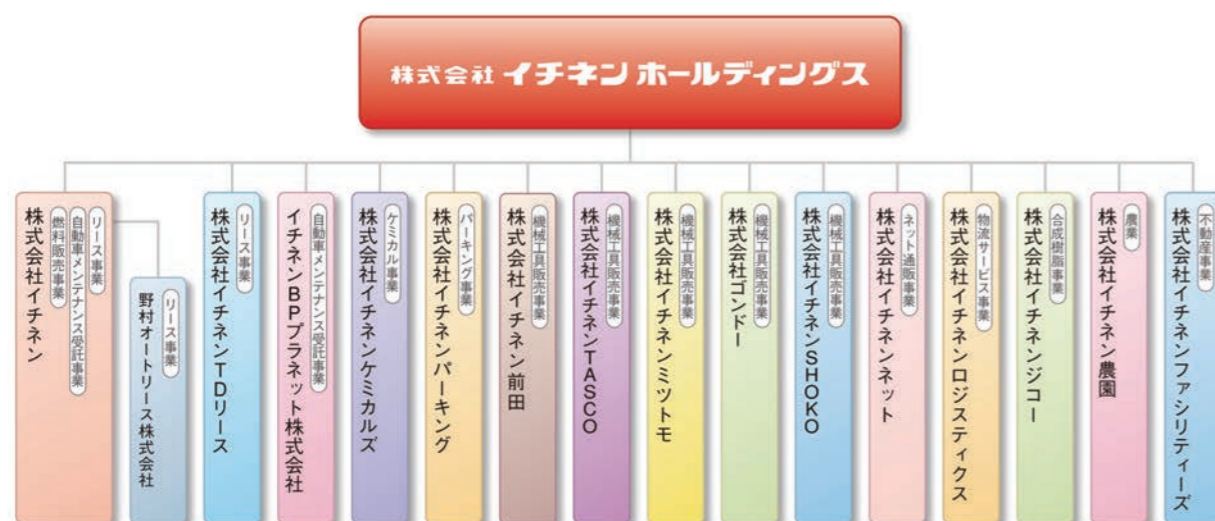 株式会社 イチネン ホールディングス
リース事業
自動車メンテナンス受託事業
燃料販売事業
株式会社イチネン
リース事業
野村オートリース株式会社
リース事業
株式会社イチネンTDリース
自動車メンテナンス受託事業
イチネンBPプラネット株式会社
ケミカル事業
株式会社イチネンケミカルズ
パーキング事業
株式会社イチネンパーキング
機械工具販売事業
株式会社イチネン前田
機械工具販売事業
株式会社イチネンTASCO
機械工具販売事業
株式会社イチネンミツトモ
機械工具販売事業
株式会社ゴンドー
機械工具販売事業
株式会社イチネンSHOKO
ネット通販事業
株式会社イチネンネット
物流サービス事業
株式会社イチネンロジスティクス
合成樹脂事業
株式会社イチネンジコー
農業
株式会社イチネン農園
不動産事業
株式会社イチネンファシリティーズ